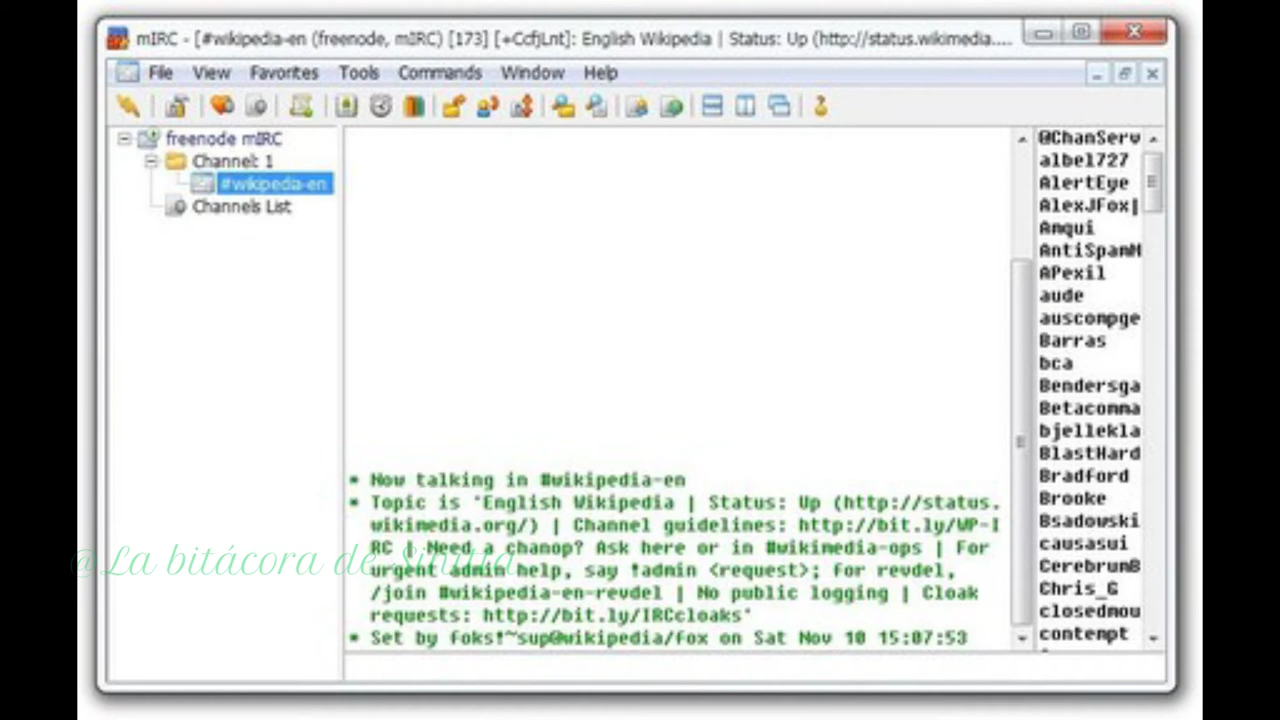 mIRC - [#wikipedia-en (freenode, mIRC) [173] [+CcfjLnt]: English Wikipedia | Status: Up (http://status.wikimedia....
File View Favorites Tools Commands Window Help
freenode mIRC
Channel: 1
#wikipedia-en
Channels List
* Now talking in #wikipedia-en
* Topic is 'English Wikipedia | Status: Up (http://status.
wikimedia.org/) | Channel guidelines: http://bit.ly/WP-I
RC | Need a chanop? Ask here or in #wikimedia-ops | For
urgent admin help, say !admin <request>; for revdel,
/join #wikipedia-en-revdel | No public logging | Cloak
requests: http://bit.ly/IRCcloaks'
* Set by foks!~sup@wikipedia/fox on Sat Nov 10 15:07:53
@ChanServ
albel727
AlertEye
AlexJFox|
Amqui
AntiSpamM
APexil
aude
auscompge
Barras
bca
Bendersga
Betacomma
bjellekla
BlastHard
Bradford
Brooke
Bsadowski
causasui
CerebrumB
Chris_G
closedmou
contempt
@La bitácora de